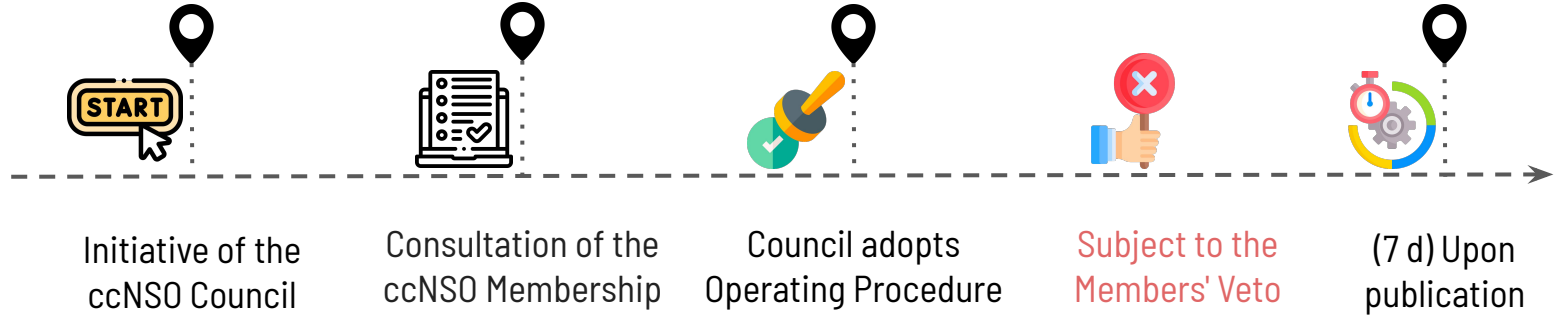 START
Initiative of the
ccNSO Council
Consultation of the
ccNSO Membership
Council adopts
Operating Procedure
Subject to the
Members' Veto
(7 d) Upon
publication